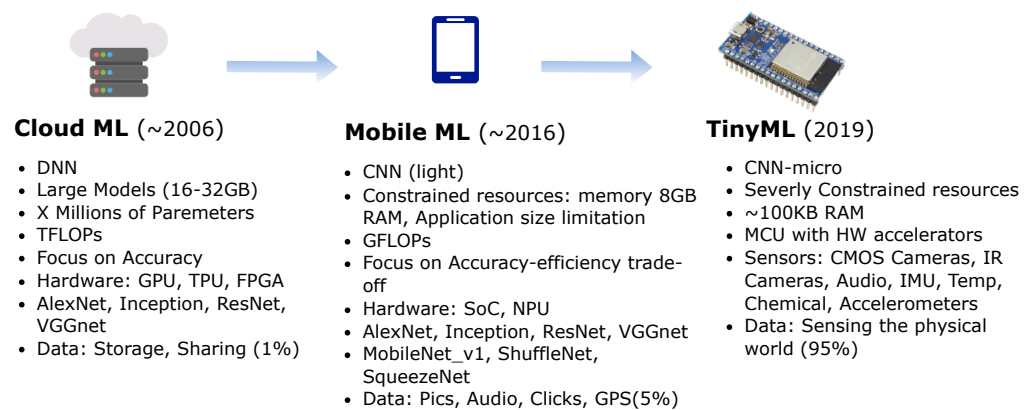 Cloud ML (~2006)
• DNN
• Large Models (16-32GB)
• X Millions of Paremeters
• TFLOPs
• Focus on Accuracy
• Hardware: GPU, TPU, FPGA
• AlexNet, Inception, ResNet,
VGGnet
• Data: Storage, Sharing (1%)
Mobile ML (~2016)
• CNN (light)
• Constrained resources: memory 8GB
RAM, Application size limitation
• GFLOPs
• Focus on Accuracy-efficiency trade-
off
• Hardware: SoC, NPU
• AlexNet, Inception, ResNet, VGGnet
• MobileNet_v1, ShuffleNet,
SqueezeNet
• Data: Pics, Audio, Clicks, GPS(5%)
TinyML (2019)
• CNN-micro
• Severly Constrained resources
• ~100KB RAM
• MCU with HW accelerators
• Sensors: CMOS Cameras, IR
Cameras, Audio, IMU, Temp,
Chemical, Accelerometers
• Data: Sensing the physical
world (95%)